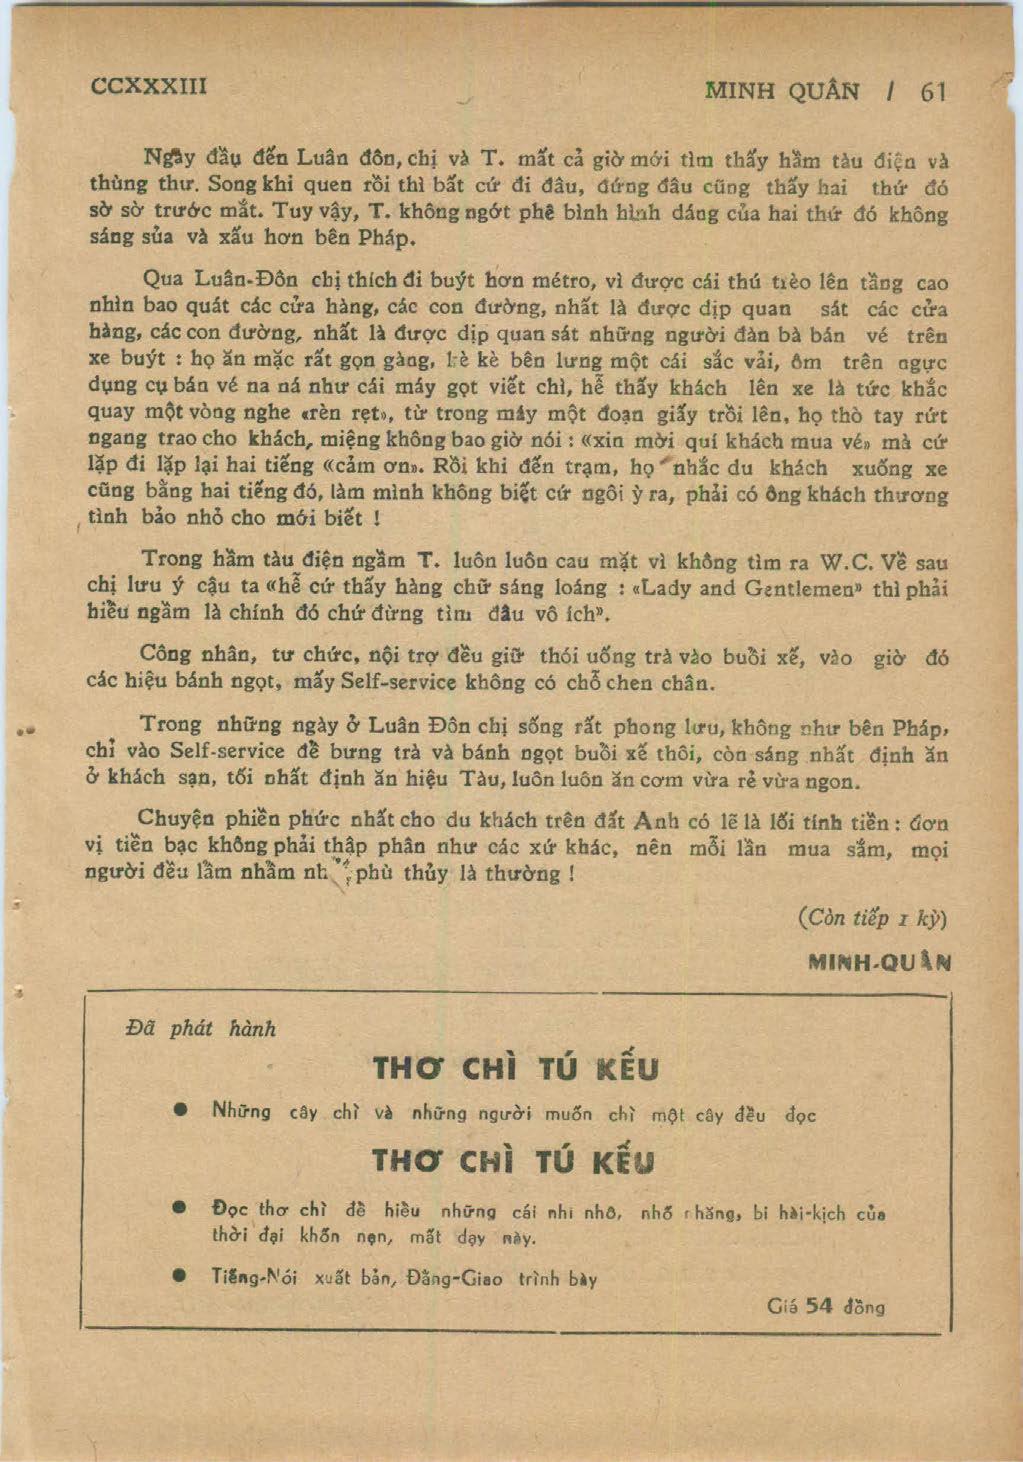 CCXXXIII
MINH QUÂN / 61
Ngày đầu đến Luân đôn, chị và T. mất cả giờ mới tìm thấy hầm tàu điện và
thùng thư. Song khi quen rồi thì bất cứ đi đâu, đứng đâu cũng thấy hai thứ đó
sờ sờ trước mắt. Tuy vậy, T. không ngớt phê bình hình dáng của hai thứ đó không
sáng sủa và xấu hơn bên Pháp.
Qua Luân-Đôn chị thích đi buýt hơn métro, vì được cái thú trèo lên tầng cao
nhìn bao quát các cửa hàng, các con đường, nhất là được dịp quan sát các cửa
hàng, các con đường, nhất là được dịp quan sát những người đàn bà bán vé trên
xe buýt : họ ăn mặc rất gọn gàng, kè kè bên lưng một cái sắc vải, ôm trên ngực
dụng cụ bán vé na ná như cái máy gọt viết chì, hễ thấy khách lên xe là tức khắc
quay một vòng nghe «rèn rẹt», từ trong máy một đoạn giấy trồi lên, họ thò tay rứt
ngang trao cho khách, miệng không bao giờ nói : «xin mời quí khách mua vé» mà cứ
lặp đi lặp lại hai tiếng «cảm ơn». Rồi khi đến trạm, họ nhắc du khách xuống xe
cũng bằng hai tiếng đó, làm mình không biết cứ ngồi ỳ ra, phải có ông khách thương
tình bảo nhỏ cho mới biết !
Trong hầm tàu điện ngầm T. luôn luôn cau mặt vì không tìm ra W.C. Về sau
chị lưu ý cậu ta «hễ cứ thấy hàng chữ sáng loáng : «Lady and Gentlemen» thì phải
hiểu ngầm là chính đó chứ đừng tìm đâu vô ích».
Công nhân, tư chức, nội trợ đều giữ thói uống trà vào buổi xế, vào giờ đó
các hiệu bánh ngọt, mấy Self-service không có chỗ chen chân.
Trong những ngày ở Luân Đôn chị sống rất phong lưu, không như bên Pháp,
chỉ vào Self-service để bưng trà và bánh ngọt buổi xế thôi, còn sáng nhất định ăn
ở khách sạn, tối nhất định ăn hiệu Tàu, luôn luôn ăn cơm vừa rẻ vừa ngon.
Chuyện phiền phức nhất cho du khách trên đất Anh có lẽ là lối tính tiền : đơn
vị tiền bạc không phải thập phân như các xứ khác, nên mỗi lần mua sắm, mọi
người đều lầm nhầm phù thủy là thường !
(Còn tiếp 1 kỳ)
MINH-QUÂN
Đã phát hành
THƠ CHÌ TÚ KẾU
● Những cây chì và những người muốn chì một cây đều đọc
THƠ CHÌ TÚ KẾU
● Đọc thơ chì để hiểu những cái nhí nhố, nhố nhăng, bi hài-kịch của
thời đại khốn nạn, mất dạy này.
● Tiếng-Nói xuất bản, Đằng-Giao trình bày
Giá 54 đồng